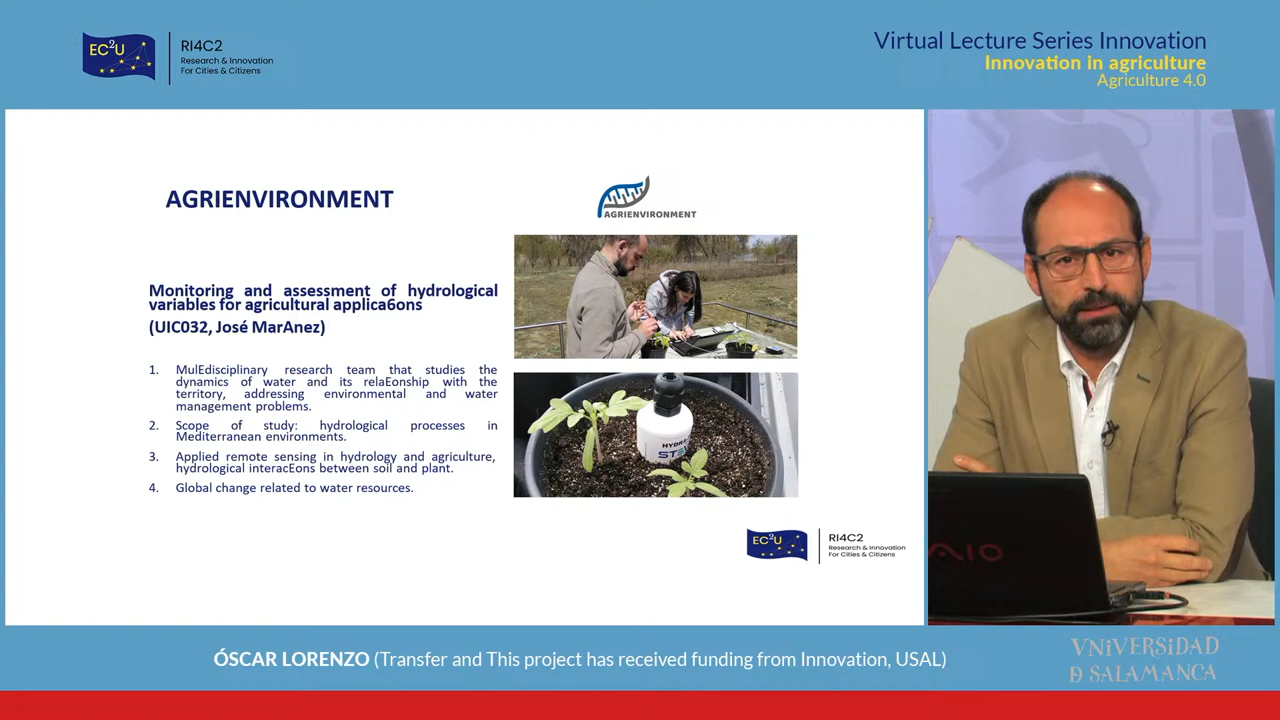 EC2U
RI4C2
Research & Innovation
For Cities & Citizens
Virtual Lecture Series Innovation
Innovation in agriculture
Agriculture 4.0
AGRIENVIRONMENT
AGRIENVIRONMENT
Monitoring and assessment of hydrological
variables for agricultural applica6ons
(UIC032, José MarAnez)
1. MulEdisciplinary research team that studies the
dynamics of water and its relaEonship with the
territory, addressing environmental and water
management problems.
2. Scope of study: hydrological processes in
Mediterranean environments.
3. Applied remote sensing in hydrology and agriculture,
hydrological interacEons between soil and plant.
4. Global change related to water resources.
HYDRA
EC2U
RI4C2
Research & Innovation
For Cities & Citizens
ÓSCAR LORENZO (Transfer and This project has received funding from Innovation, USAL)
VNiVERSiDAD
D SALAMANCA